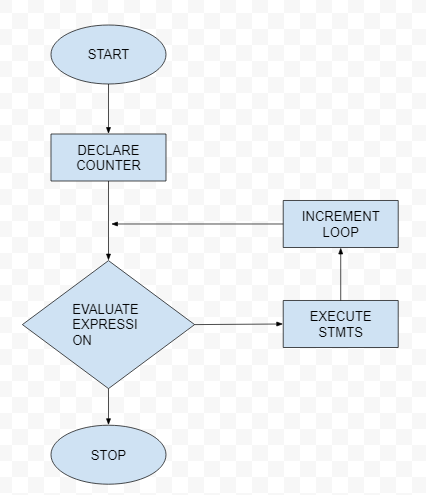 START
DECLARE
COUNTER
INCREMENT
LOOP
EVALUATE
EXPRESSI
ON
EXECUTE
STMTS
STOP